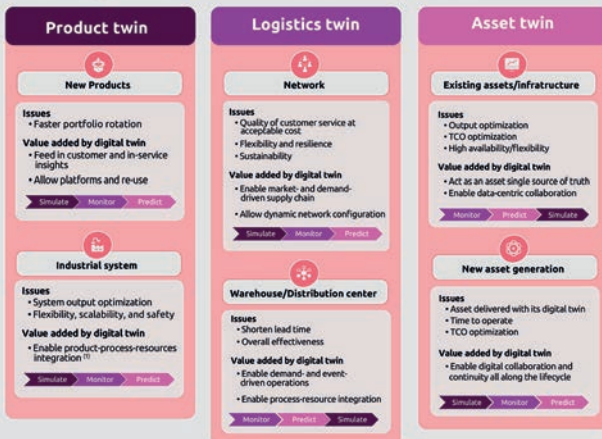 Product twin
New Products
Issues
• Faster portfolio rotation
Value added by digital twin
• Feed in customer and in-service
insights
• Allow platforms and re-use
Simulate Monitor Predict
Industrial system
Issues
• System output optimization
• Flexibility, scalability, and safety
Value added by digital twin
• Enable product-process-resources
integration (1)
Simulate Monitor Predict
Logistics twin
Network
Issues
• Quality of customer service at
acceptable cost
• Flexibility and resilience
• Sustainability
Value added by digital twin
• Enable market- and demand-
driven supply chain
• Allow dynamic network configuration
Simulate Monitor Predict
Warehouse/Distribution center
Issues
• Shorten lead time
• Overall effectiveness
Value added by digital twin
• Enable demand- and event-
driven operations
• Enable process-resource integration
Monitor Predict Simulate
Asset twin
Existing assets/infratructure
Issues
• Output optimization
• TCO optimization
• High availability/flexibility
Value added by digital twin
• Act as an asset single source of truth
• Enable data-centric collaboration
Monitor Predict Simulate
New asset generation
Issues
• Asset delivered with its digital twin
• Time to operate
• TCO optimization
Value added by digital twin
• Enable digital collaboration and
continuity all along the lifecycle
Simulate Monitor Predict